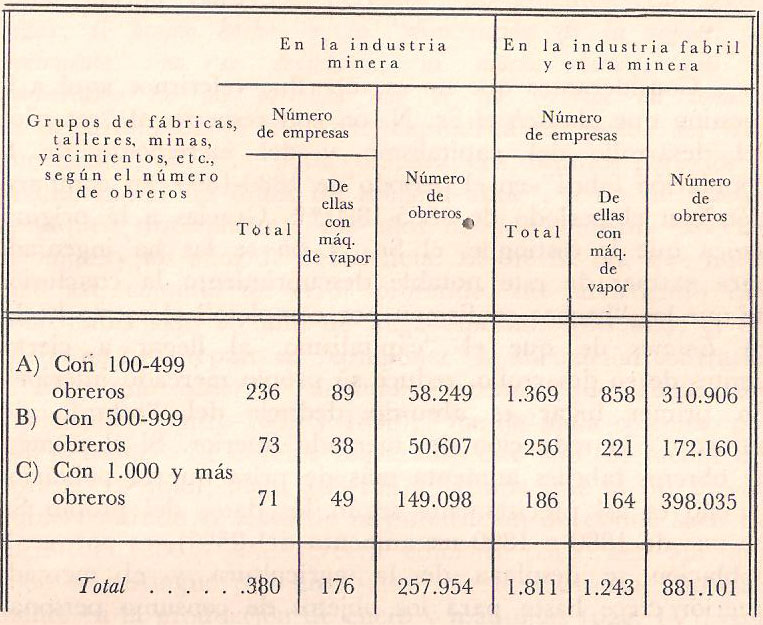 En la industria minera
En la industria fabril y en la minera
Grupos de fábricas,
talleres, minas,
yacimientos, etc.,
según el número
de obreros
Número
de empresas
Total
De
ellas
con
máq.
de vapor
Número
de
obreros
Número
de empresas
Total
De
ellas
con
máq.
de
vapor
Número
de
obreros
A) Con 100-499
obreros 236 89 58.249 1.369 858 310.906
B) Con 500-999
obreros 73 38 50.607 256 221 172.160
C) Con 1.000 y más
obreros 71 49 149.098 186 164 398.035
Total . . . . . . .380 176 257.954 1.811 1.243 881.101